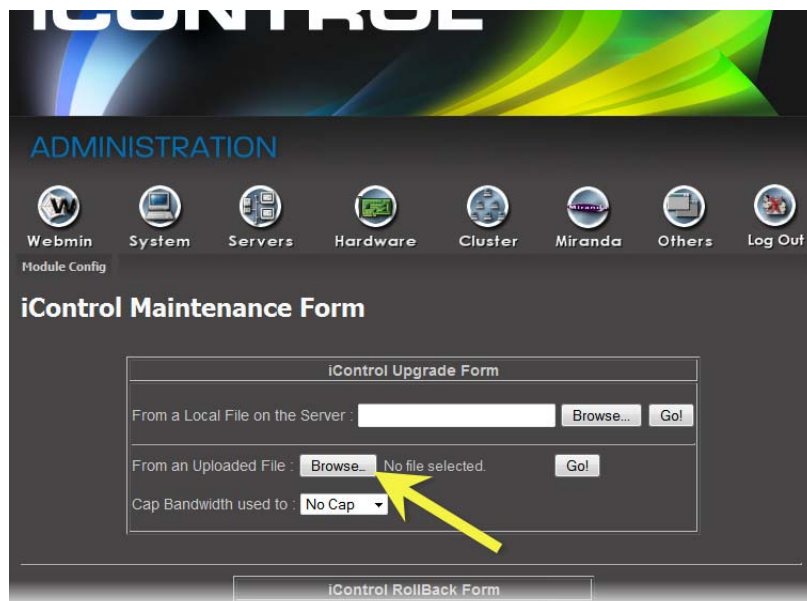 iCONTROL
ADMINISTRATION
Webmin System Servers Hardware Cluster Miranda Others Log Out
Module Config
iControl Maintenance Form
iControl Upgrade Form
From a Local File on the Server : Browse... Go!
From an Uploaded File : Browse... No file selected. Go!
Cap Bandwidth used to : No Cap
iControl RollBack Form